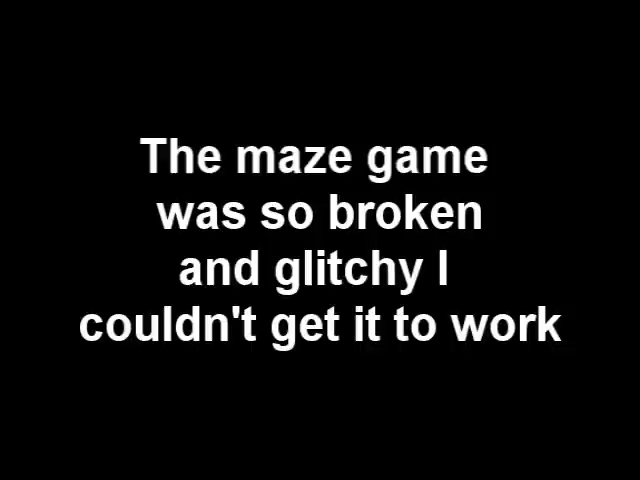 The maze game
was so broken
and glitchy I
couldn't get it to work